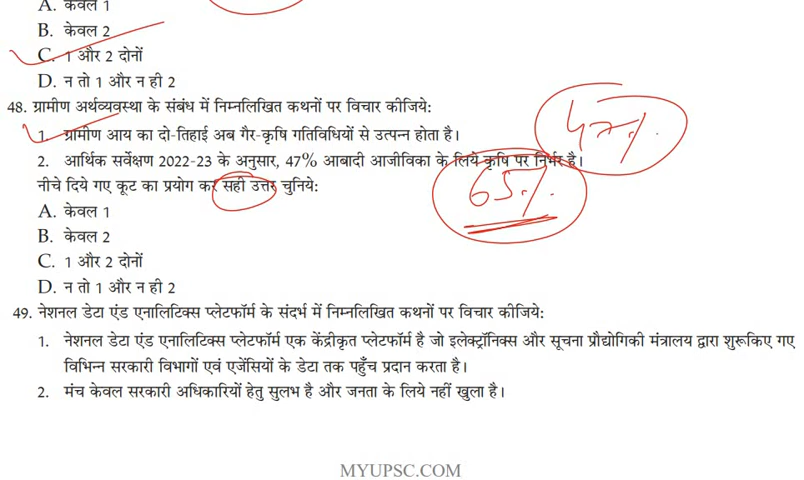 A. केवल 1
B. केवल 2
C. 1 और 2 दोनों
D. न तो 1 और न ही 2
48. ग्रामीण अर्थव्यवस्था के संबंध में निम्नलिखित कथनों पर विचार कीजिये:
1. ग्रामीण आय का दो-तिहाई अब गैर-कृषि गतिविधियों से उत्पन्न होता है।
2. आर्थिक सर्वेक्षण 2022-23 के अनुसार, 47% आबादी आजीविका के लिये कृषि पर निर्भर है।
47%
65%
नीचे दिये गए कूट का प्रयोग कर सही उत्तर चुनिये:
A. केवल 1
B. केवल 2
C. 1 और 2 दोनों
D. न तो 1 और न ही 2
49. नेशनल डेटा एंड एनालिटिक्स प्लेटफॉर्म के संदर्भ में निम्नलिखित कथनों पर विचार कीजिये:
1. नेशनल डेटा एंड एनालिटिक्स प्लेटफॉर्म एक केंद्रीकृत प्लेटफॉर्म है जो इलेक्ट्रॉनिक्स और सूचना प्रौद्योगिकी मंत्रालय द्वारा शुरूकिए गए
विभिन्न सरकारी विभागों एवं एजेंसियों के डेटा तक पहुँच प्रदान करता है।
2. मंच केवल सरकारी अधिकारियों हेतु सुलभ है और जनता के लिये नहीं खुला है।
MYUPSC.COM